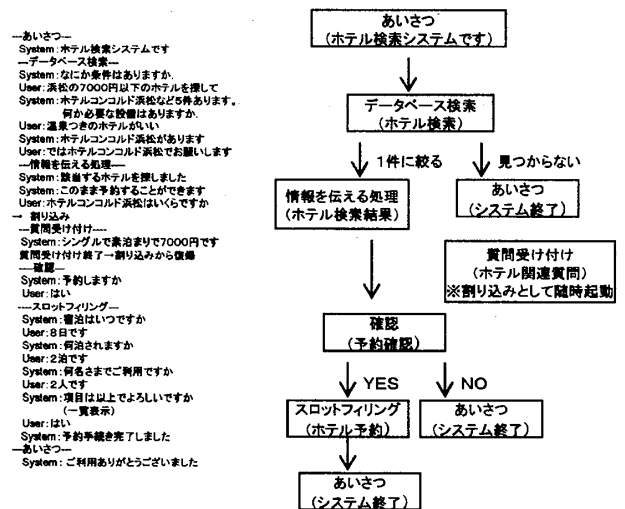 ―あいさつ―
System:ホテル検索システムです
―データベース検索―
System:なにか条件はありますか.
User:浜松の7000円以下のホテルを探して
System:ホテルコンコルド浜松など5件あります。
何か必要な設備はありますか.
User:温泉つきのホテルがいい
System:ホテルコンコルド浜松があります
User:ではホテルコンコルド浜松でお願いします
―情報を伝える処理―
System:該当するホテルを探しました
System:このまま予約することができます
User:ホテルコンコルド浜松はいくらですか
→ 割り込み
―質問受け付け―
System:シングルで素泊まりで7000円です
質問受け付け終了→割り込みから復帰
―確認―
System:予約しますか
User:はい
―スロットフィリング―
System:宿泊はいつですか
User:8日です
System:何泊されますか
User:2泊です
System:何名さまでご利用ですか
User:2人です
System:項目は以上でよろしいですか
(一覧表示)
User:はい
System:予約手続き完了しました
―あいさつ―
System:ご利用ありがとうございました
あいさつ
(ホテル検索システムです)
データベース検索
(ホテル検索)
1件に絞る
見つからない
情報を伝える処理
(ホテル検索結果)
あいさつ
(システム終了)
質問受け付け
(ホテル関連質問)
※割り込みとして随時起動
確認
(予約確認)
YES
NO
スロットフィリング
(ホテル予約)
あいさつ
(システム終了)
あいさつ
(システム終了)